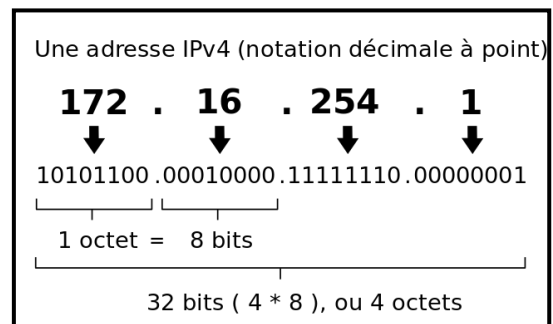 Une adresse IPv4 (notation décimale à point)
172 . 16 . 254 . 1
10101100 .00010000 .11111110 .00000001
1 octet = 8 bits
32 bits ( 4 * 8 ), ou 4 octets